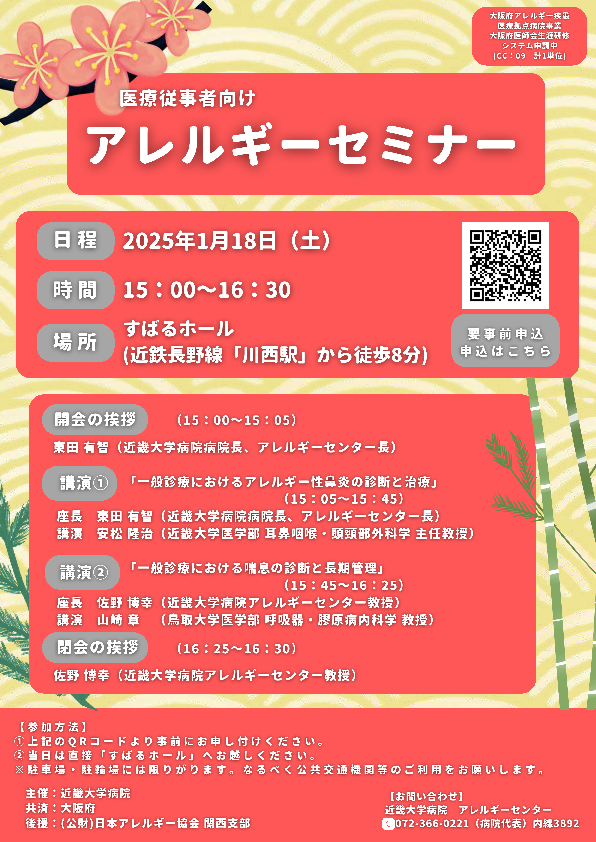 大阪府アレルギー疾患
医療拠点病院事業
大阪府医師会生涯研修
システム申請中
(CC：09　計1単位)
医療従事者向け
アレルギーセミナー
日程 2025年1月18日（土）
時間 15：00～16：30
場所 すばるホール
(近鉄長野線「川西駅」から徒歩8分)
要事前申込
申込はこちら
開会の挨拶 （15：00～15：05）
東田 有智（近畿大学病院病院長、アレルギーセンター長）
講演① 「一般診療におけるアレルギー性鼻炎の診断と治療」
（15：05～15：45）
座長 東田 有智（近畿大学病院病院長、アレルギーセンター長）
講演 安松 隆治（近畿大学医学部 耳鼻咽喉・頭頸部外科学 主任教授）
講演② 「一般診療における喘息の診断と長期管理」
（15：45～16：25）
座長 佐野 博幸（近畿大学病院アレルギーセンター教授）
講演 山崎 章 （鳥取大学医学部 呼吸器・膠原病内科学 教授）
閉会の挨拶 （16：25～16：30）
佐野 博幸（近畿大学病院アレルギーセンター教授）
【参加方法】
①上記のQRコードより事前にお申し付けください。
②当日は直接「すばるホール」へお越しください。
※駐車場・駐輪場には限りがります。なるべく公共交通機関等のご利用をお願いします。
主催：近畿大学病院
共済：大阪府
後援：(公財)日本アレルギー協会 関西支部
【お問い合わせ】
近畿大学病院 アレルギーセンター
072-366-0221（病院代表）内線3892